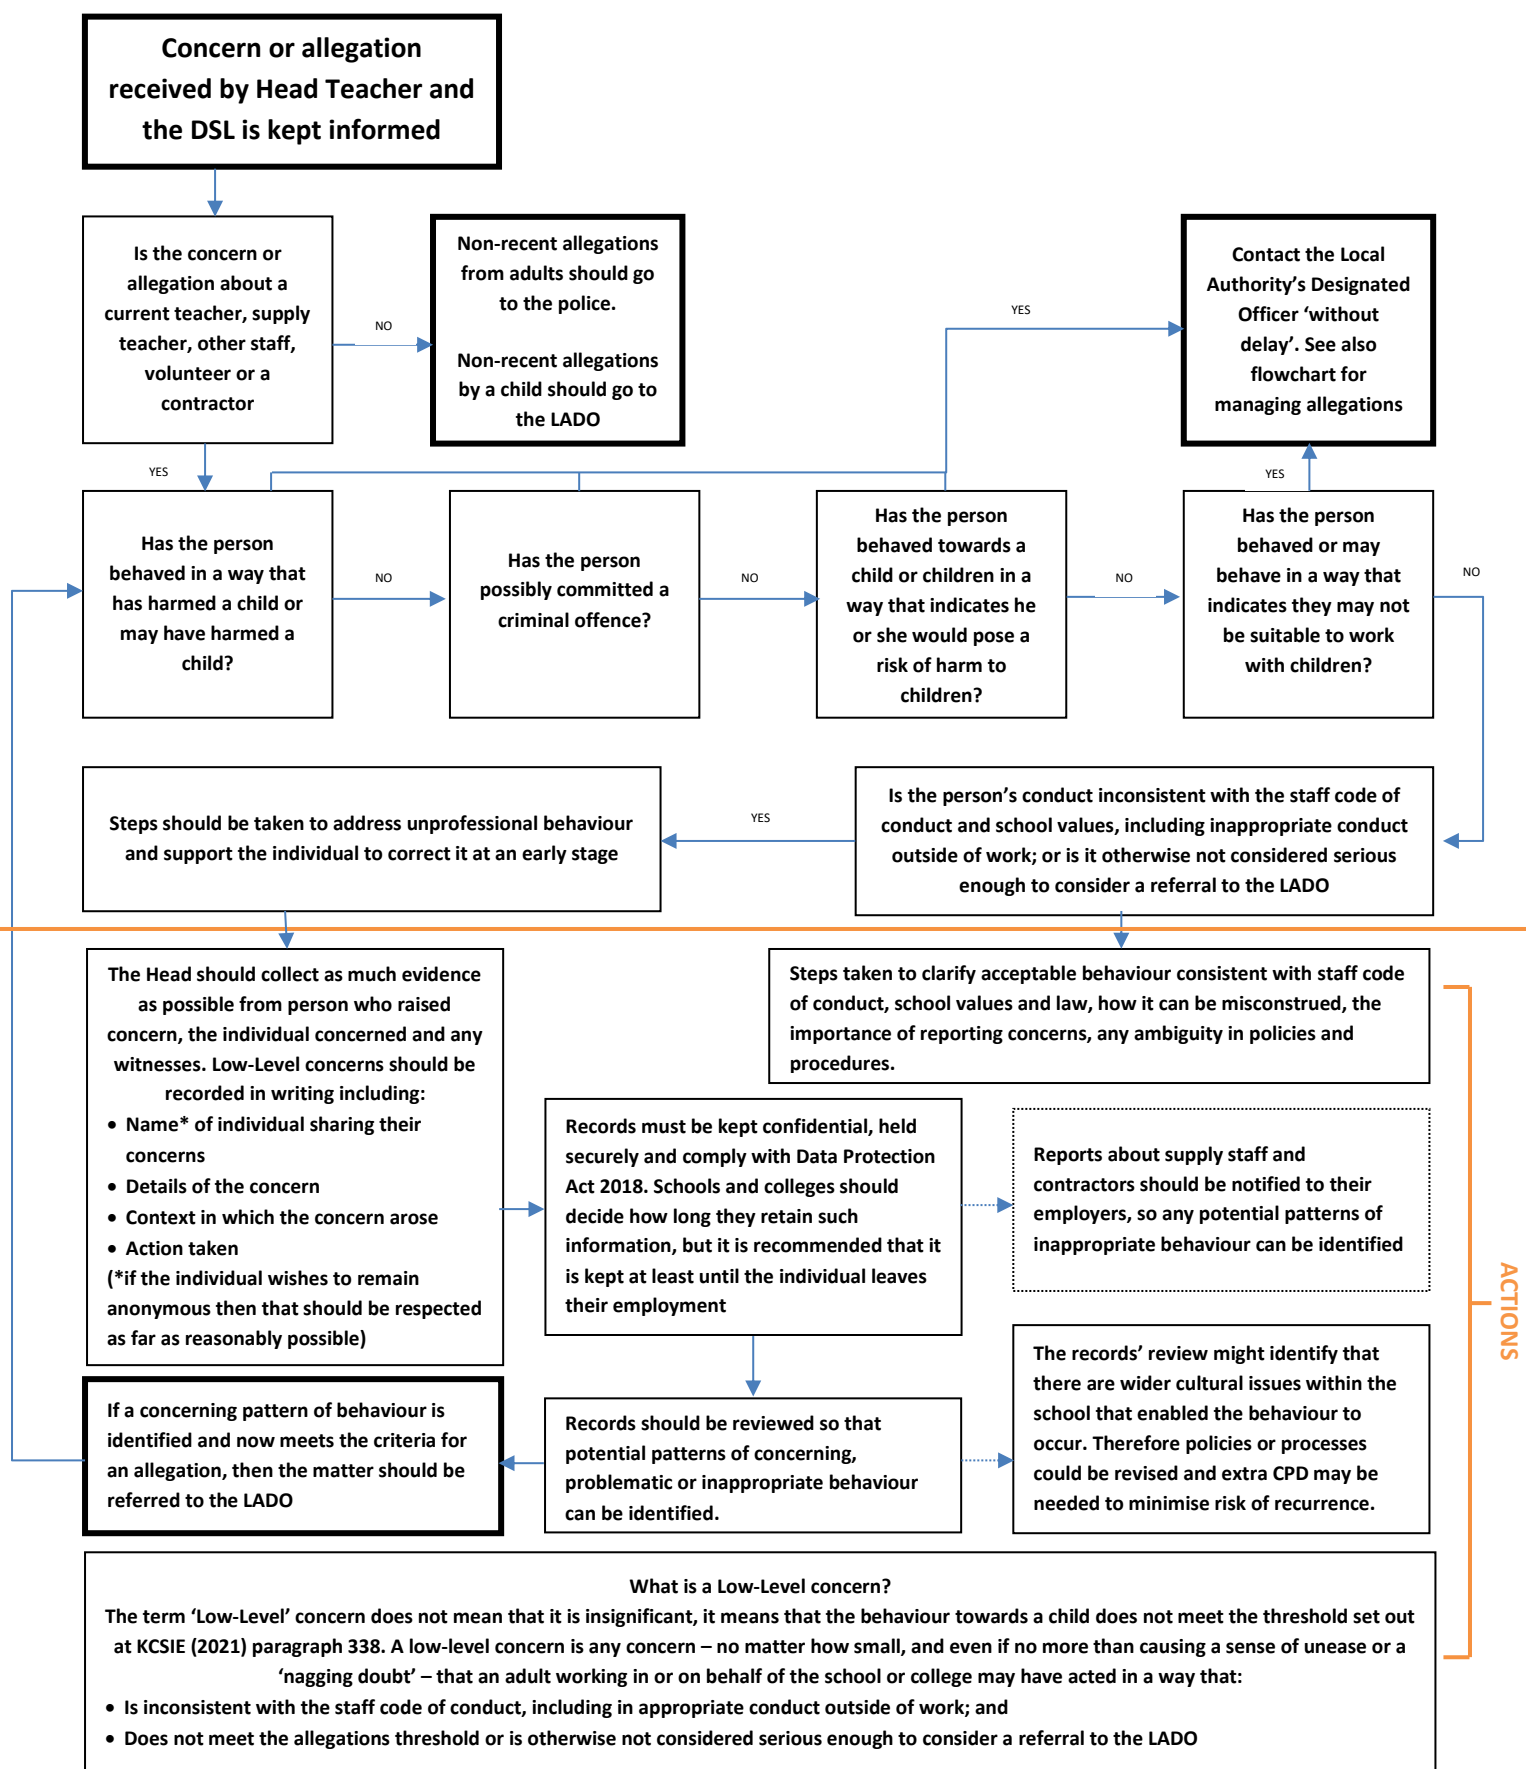 Concern or allegation
received by Head Teacher and
the DSL is kept informed
Is the concern or
allegation about a
current teacher, supply
teacher, other staff,
volunteer or a
contractor
NO
Non-recent allegations
from adults should go
to the police.
Non-recent allegations
by a child should go to
the LADO
YES
Contact the Local
Authority's Designated
Officer ‘without
delay’. See also
flowchart for
managing allegations
YES
Has the person
behaved in a way that
has harmed a child or
may have harmed a
child?
NO
Has the person
possibly committed a
criminal offence?
NO
Has the person
behaved towards a
child or children in a
way that indicates he
or she would pose a
risk of harm to
children?
NO
YES
Has the person
behaved or may
behave in a way that
indicates they may not
be suitable to work
with children?
NO
Steps should be taken to address unprofessional behaviour
and support the individual to correct it at an early stage
YES
Is the person’s conduct inconsistent with the staff code of
conduct and school values, including inappropriate conduct
outside of work; or is it otherwise not considered serious
enough to consider a referral to the LADO
The Head should collect as much evidence
as possible from person who raised
concern, the individual concerned and any
witnesses. Low-Level concerns should be
recorded in writing including:
• Name* of individual sharing their
concerns
• Details of the concern
• Context in which the concern arose
• Action taken
(*if the individual wishes to remain
anonymous then that should be respected
as far as reasonably possible)
Steps taken to clarify acceptable behaviour consistent with staff code
of conduct, school values and law, how it can be misconstrued, the
importance of reporting concerns, any ambiguity in policies and
procedures.
Records must be kept confidential, held
securely and comply with Data Protection
Act 2018. Schools and colleges should
decide how long they retain such
information, but it is recommended that it
is kept at least until the individual leaves
their employment
Reports about supply staff and
contractors should be notified to their
employers, so any potential patterns of
inappropriate behaviour can be identified
ACTIONS
If a concerning pattern of behaviour is
identified and now meets the criteria for
an allegation, then the matter should be
referred to the LADO
Records should be reviewed so that
potential patterns of concerning,
problematic or inappropriate behaviour
can be identified.
The records’ review might identify that
there are wider cultural issues within the
school that enabled the behaviour to
occur. Therefore policies or processes
could be revised and extra CPD may be
needed to minimise risk of recurrence.
What is a Low-Level concern?
The term ‘Low-Level’ concern does not mean that it is insignificant, it means that the behaviour towards a child does not meet the threshold set out
at KCSIE (2021) paragraph 338. A low-level concern is any concern – no matter how small, and even if no more than causing a sense of unease or a
‘nagging doubt’ – that an adult working in or on behalf of the school or college may have acted in a way that:
• Is inconsistent with the staff code of conduct, including in appropriate conduct outside of work; and
• Does not meet the allegations threshold or is otherwise not considered serious enough to consider a referral to the LADO